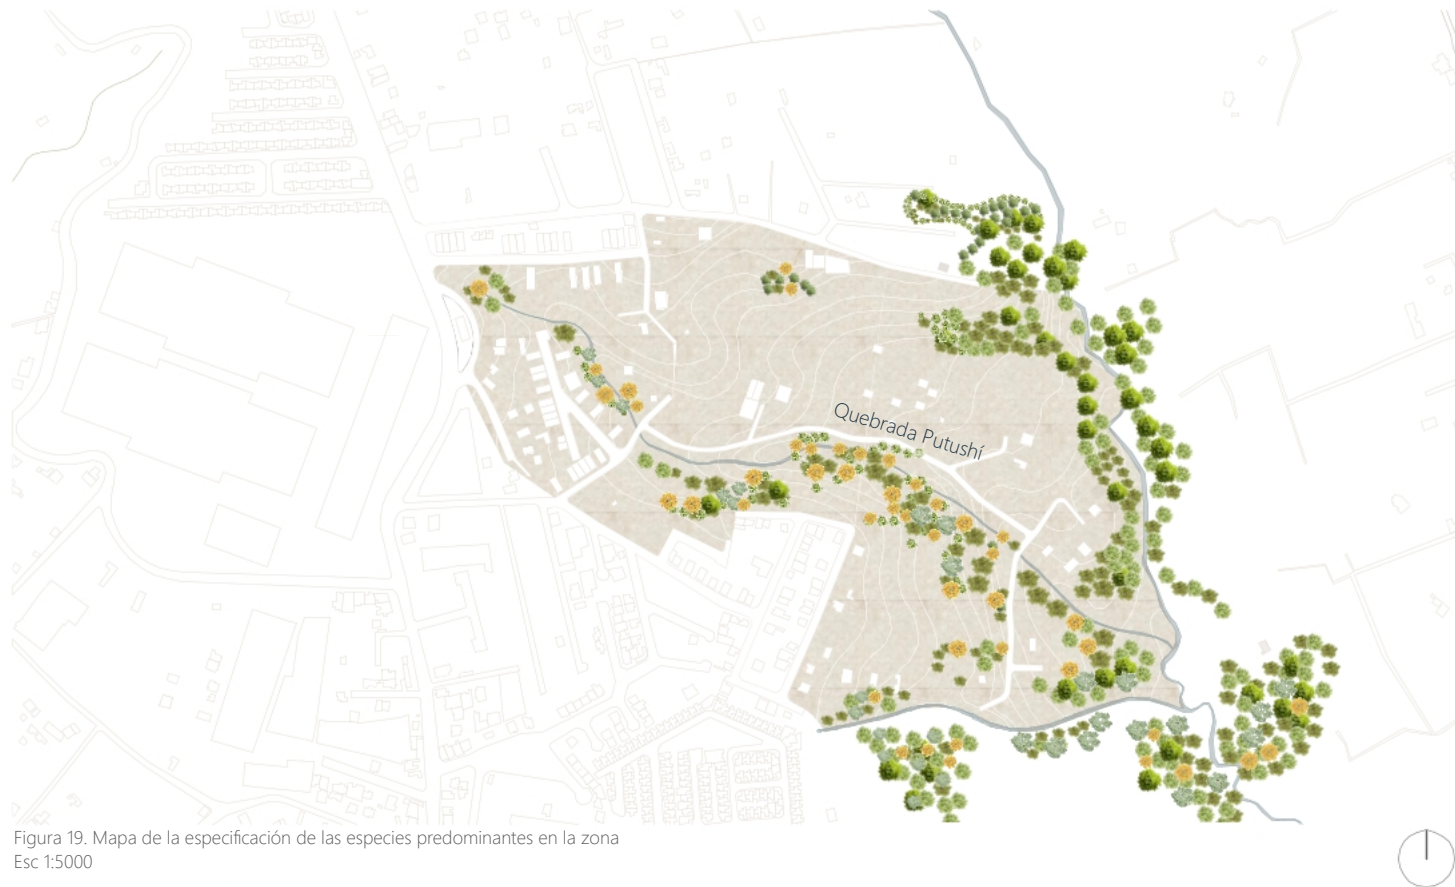 Quebrada Putushí
Figura 19. Mapa de la especificación de las especies predominantes en la zona
Esc 1:5000